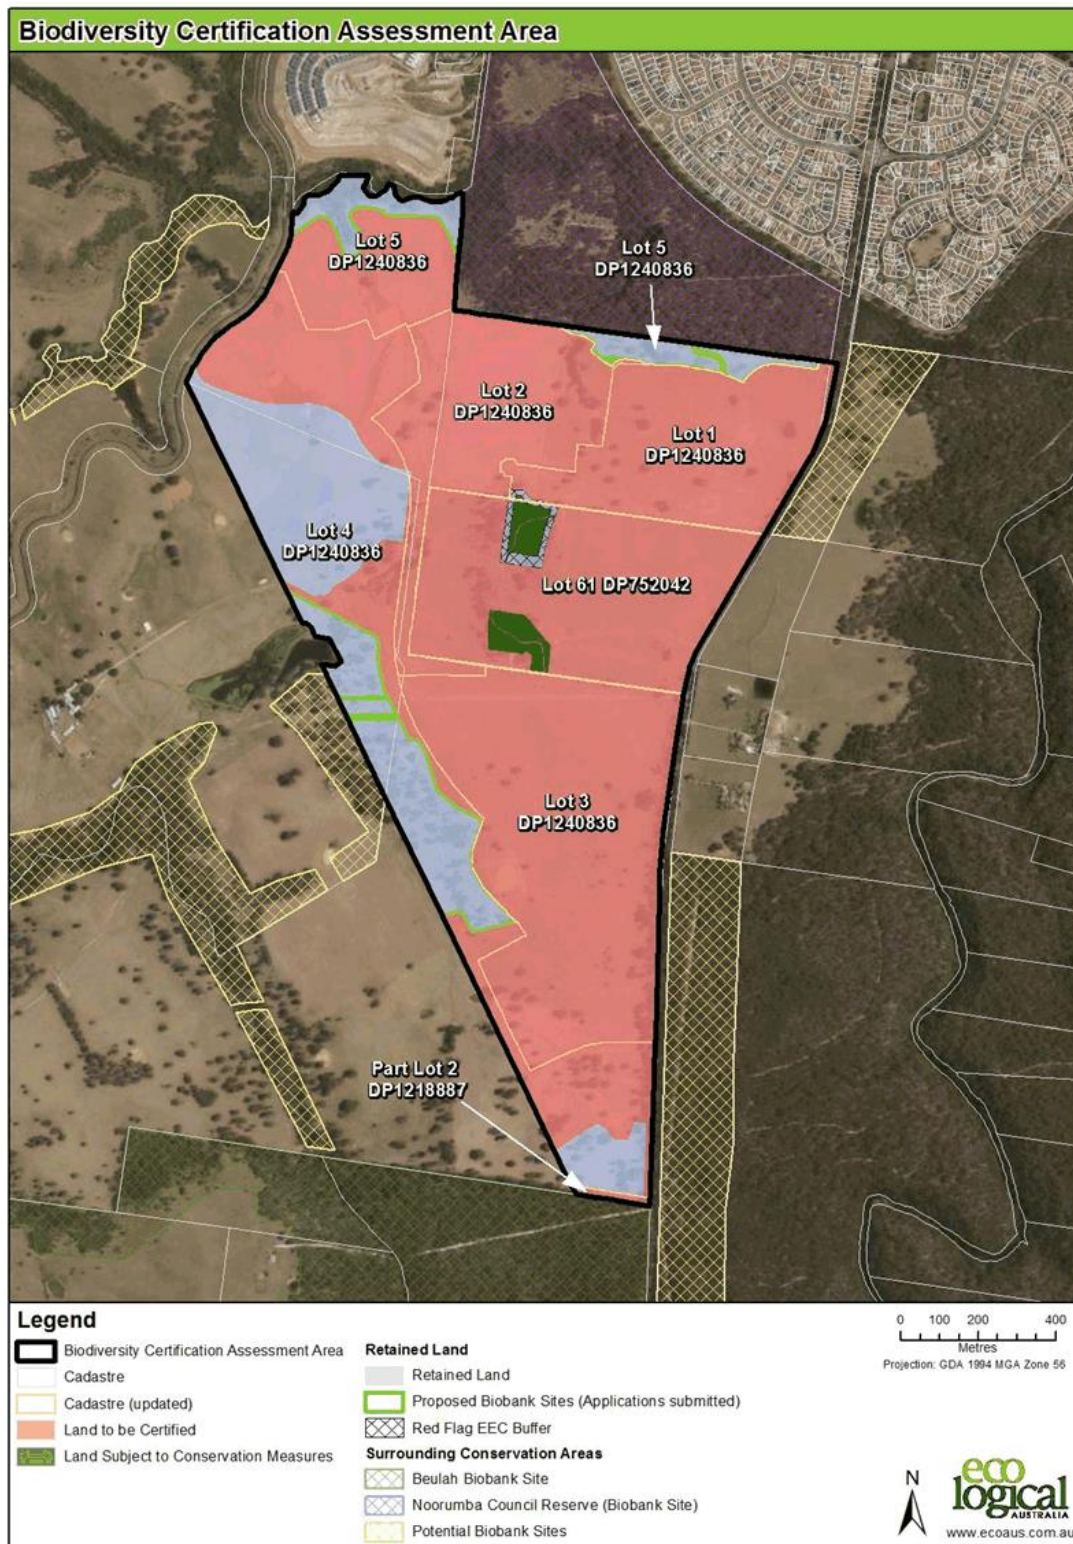 Biodiversity Certification Assessment Area
Lot 5
DP1240836
Lot 5
DP1240836
Lot 2
DP1240836
Lot 1
DP1240836
Lot 4
DP1240836
Lot 61 DP752042
Lot 3
DP1240836
Part Lot 2
DP1218887
Legend
Biodiversity Certification Assessment Area
Cadastre
Cadastre (updated)
Land to be Certified
Land Subject to Conservation Measures
Retained Land
Retained Land
Proposed Biobank Sites (Applications submitted)
Red Flag EEC Buffer
Surrounding Conservation Areas
Beulah Biobank Site
Noorumba Council Reserve (Biobank Site)
Potential Biobank Sites
0 100 200 400
Metres
Projection: GDA 1994 MGA Zone 56
N
eco
logical
AUSTRALIA
www.ecoaus.com.au